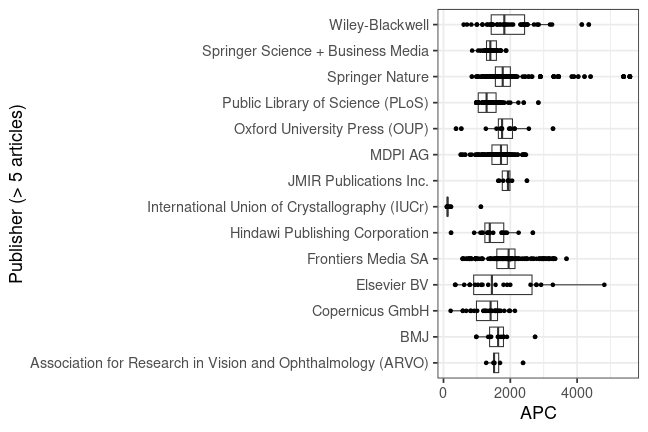 Wiley-Blackwell
Springer Science + Business Media
Springer Nature
Public Library of Science (PLoS)
Oxford University Press (OUP)
MDPI AG
JMIR Publications Inc.
International Union of Crystallography (IUCr)
Hindawi Publishing Corporation
Frontiers Media SA
Elsevier BV
Copernicus GmbH
BMJ
Association for Research in Vision and Ophthalmology (ARVO)
Publisher (> 5 articles)
0 2000 4000
APC